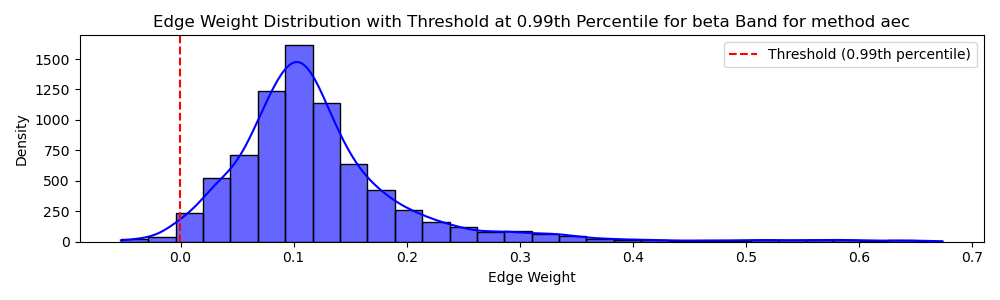 Edge Weight Distribution with Threshold at 0.99th Percentile for beta Band for method aec
Threshold (0.99th percentile)
Density
1500
1250
1000
750
500
250
0
0.0 0.1 0.2 0.3 0.4 0.5 0.6 0.7
Edge Weight